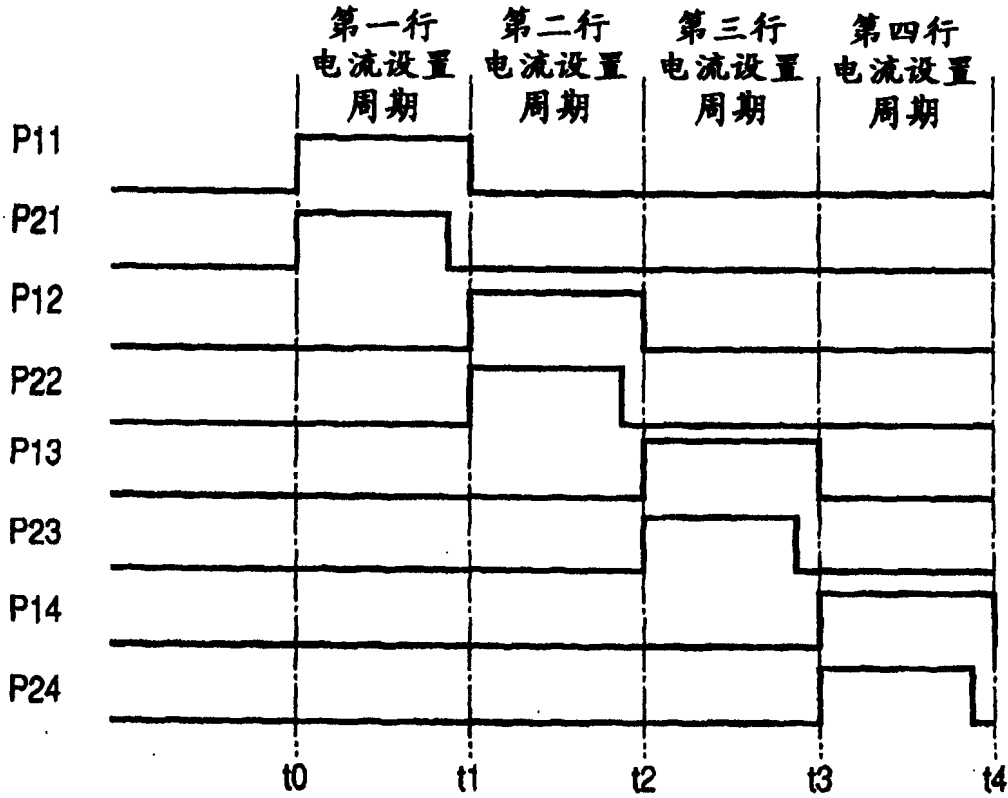 第一行
电流设置
周期
第二行
电流设置
周期
第三行
电流设置
周期
第四行
电流设置
周期
P11
P21
P12
P22
P13
P23
P14
P24
t0 t1 t2 t3 t4